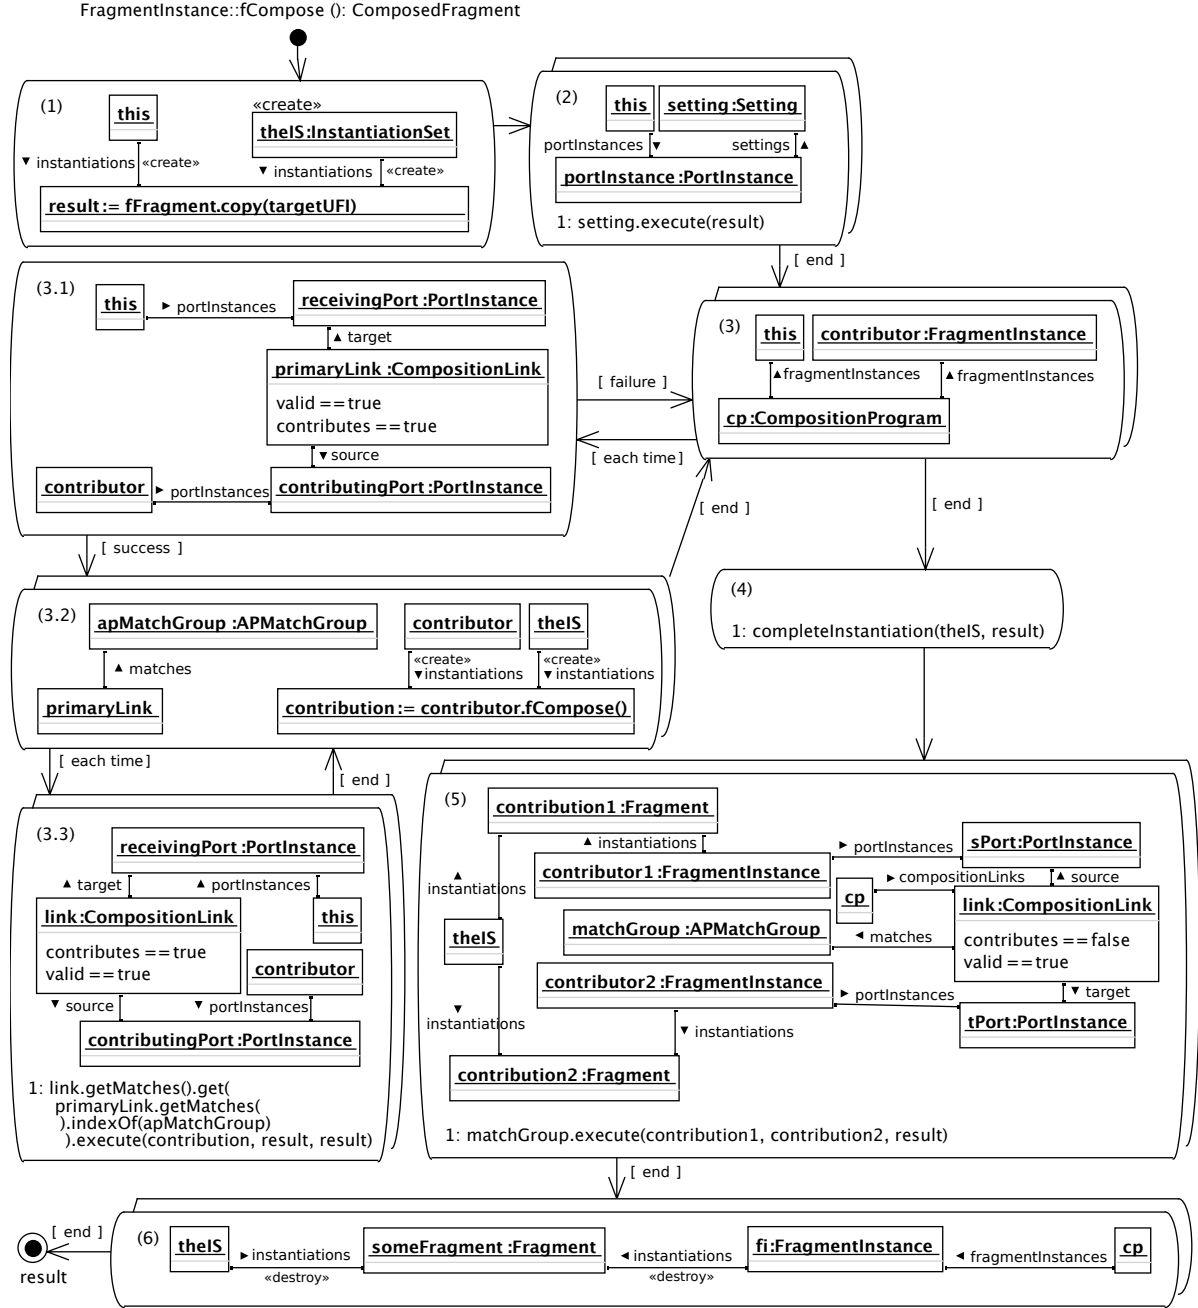 FragmentInstance::fCompose (): ComposedFragment
(1)
this
«create»
theIS:InstantiationSet
▼ instantiations
«create»
▼ instantiations
«create»
result:= fFragment.copy(targetUFI)
(2)
this
setting:Setting
portInstances ▼
settings ▲
portInstance:PortInstance
1: setting.execute(result)
[ end ]
(3.1)
this
► portInstances
receivingPort:PortInstance
▲ target
primaryLink :CompositionLink
valid ==true
contributes ==true
▼ source
contributor
► portInstances
contributingPort:PortInstance
[ failure ]
[ each time]
(3)
this
contributor:FragmentInstance
▲fragmentInstances
▲fragmentInstances
cp:CompositionProgram
[ end ]
[ end ]
[ success ]
(3.2)
apMatchGroup :APMatchGroup
contributor
theIS
▲ matches
«create»
▼instantiations
«create»
▼ instantiations
primaryLink
contribution:= contributor.fCompose()
(4)
1: completeInstantiation(theIS, result)
[ each time]
[ end ]
(3.3)
receivingPort:PortInstance
▲ target
▲ portInstances
link:CompositionLink
contributes ==true
valid ==true
this
contributor
▼ source
▼ portInstances
contributingPort:PortInstance
1: link.getMatches().get(
primaryLink.getMatches(
).indexOf(apMatchGroup)
).execute(contribution, result, result)
(5)
contribution1:Fragment
▲ instantiations
► portInstances
sPort:PortInstance
▲
instantiations
contributor1:FragmentInstance
► compositionLinks
▲ source
cp
link:CompositionLink
contributes ==false
valid ==true
theIS
matchGroup :APMatchGroup
◄ matches
contributor2:FragmentInstance
► portInstances
▼ target
▼
instantiations
▼ instantiations
tPort:PortInstance
contribution2:Fragment
1: matchGroup.execute(contribution1, contribution2, result)
[ end ]
(6)
theIS
►instantiations
«destroy»
someFragment :Fragment
◄ instantiations
«destroy»
fi:FragmentInstance
◄ fragmentInstances
cp
[ end ]
result